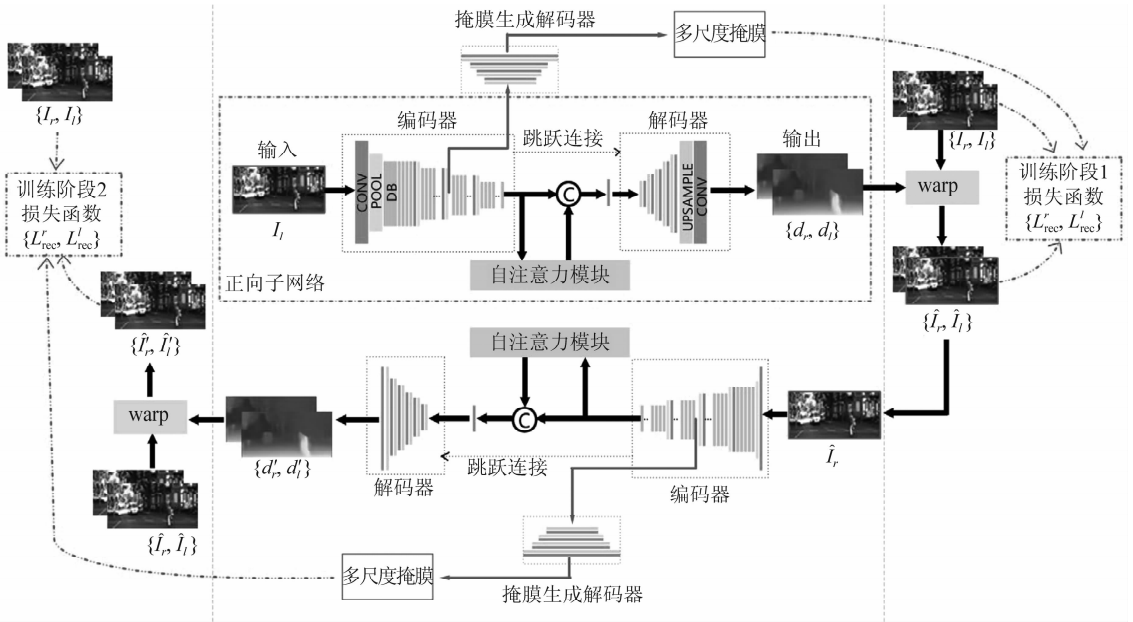 掩膜生成解码器
多尺度掩膜
{I_r, I_l}
编码器
解码器
输入
跳跃连接
输出
CONV
POOL
DB
UPSAMPLE
CONV
C
I_l
{d_r, d_l}
自注意力模块
正向子网络
{I_r, I_l}
warp
训练阶段1
损失函数
{L^r_rec, L^l_rec}
{Î_r, Î_l}
训练阶段2
损失函数
{L^r_rec, L^l_rec}
{Î′_r, Î′_l}
warp
{Î_r, Î_l}
自注意力模块
C
{d′_r, d′_l}
解码器
跳跃连接
编码器
Î_r
多尺度掩膜
掩膜生成解码器